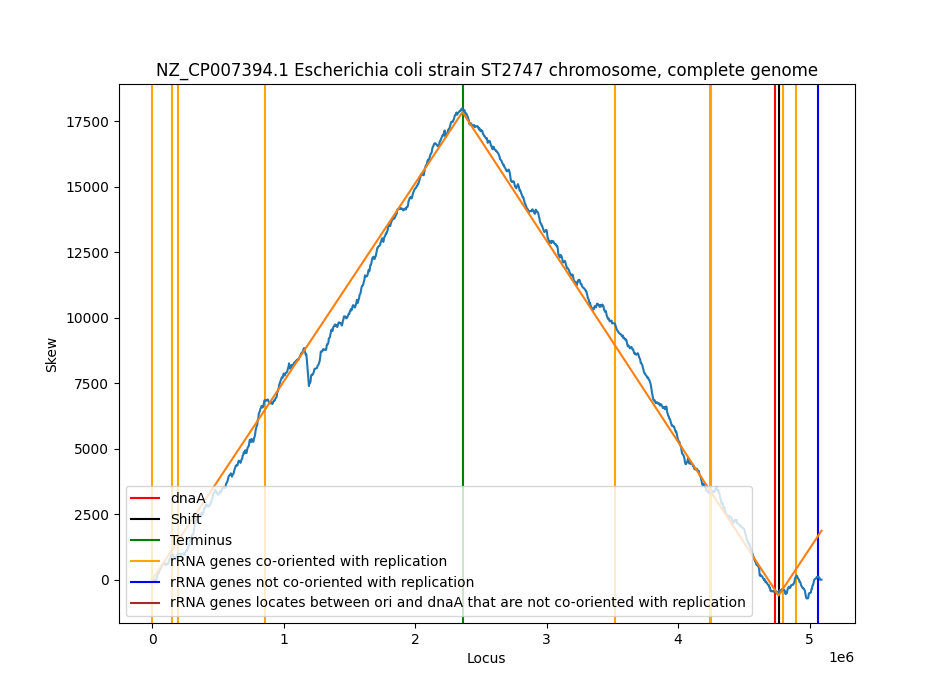 NZ_CP007394.1 Escherichia coli strain ST2747 chromosome, complete genome
17500
15000
12500
10000
7500
5000
2500
0
Skew
dnaA
Shift
Terminus
rRNA genes co-oriented with replication
rRNA genes not co-oriented with replication
rRNA genes locates between ori and dnaA that are not co-oriented with replication
0 1 2 3 4 5
1e6
Locus